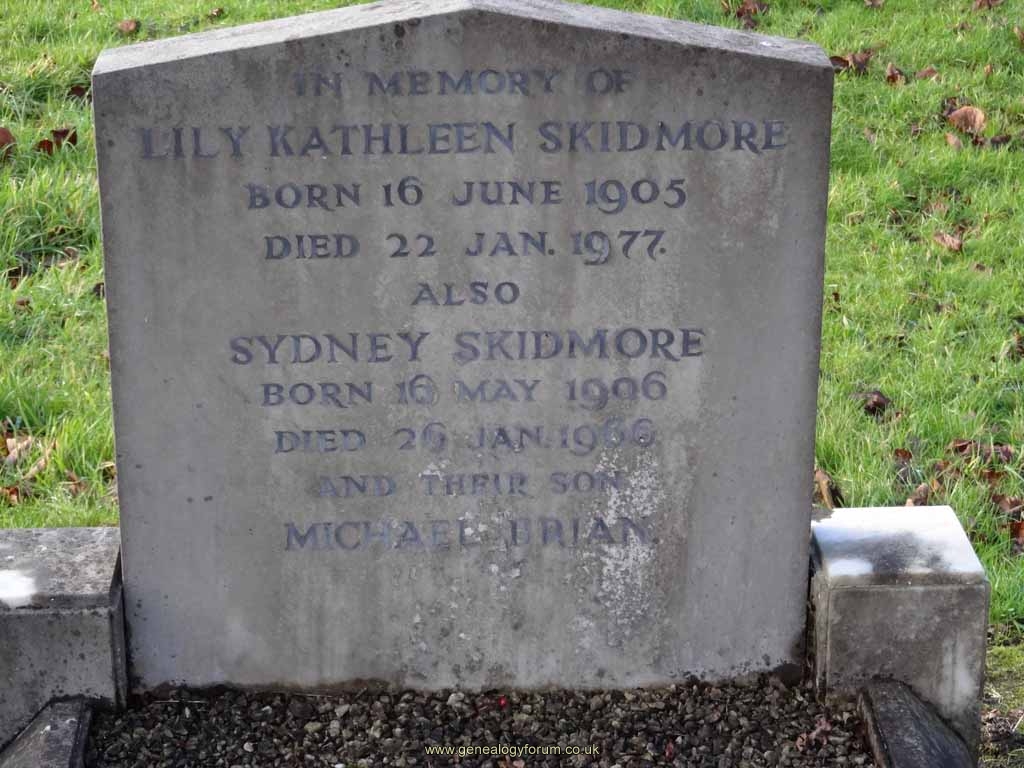 IN MEMORY OF
LILY KATHLEEN SKIDMORE
BORN 16 JUNE 1905
DIED 22 JAN. 1977.
ALSO
SYDNEY SKIDMORE
BORN 16 MAY 1906
DIED 26 JAN. 1966
AND THEIR SON
MICHAEL BRIAN.
www.genealogyforum.co.uk